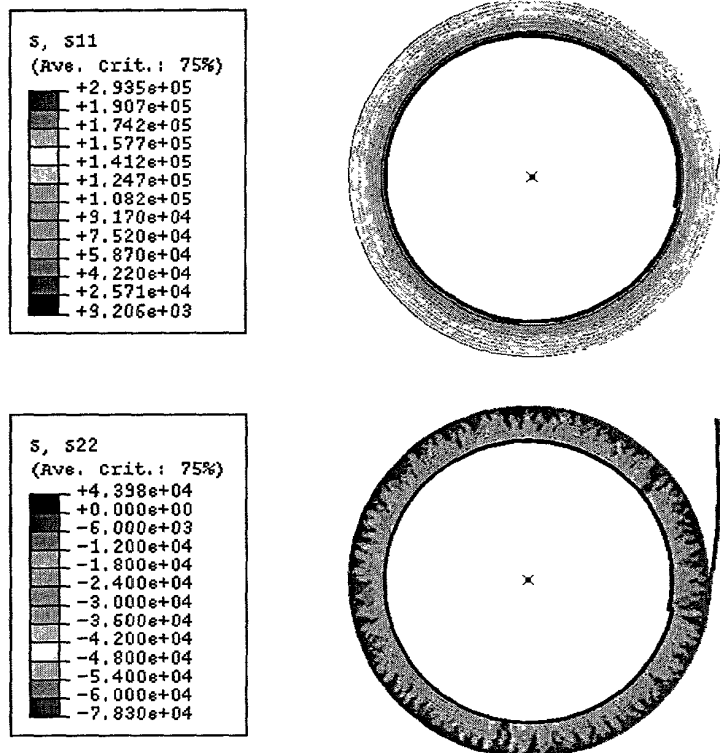 S, S11
(Ave. Crit.: 75%)
+2.935e+05
+1.907e+05
+1.742e+05
+1.577e+05
+1.412e+05
+1.247e+05
+1.082e+05
+9.170e+04
+7.520e+04
+5.870e+04
+4.220e+04
+2.571e+04
+9.206e+03
S, S22
(Ave. Crit.: 75%)
+4.398e+04
+0.000e+00
-6.000e+03
-1.200e+04
-1.800e+04
-2.400e+04
-3.000e+04
-3.600e+04
-4.200e+04
-4.800e+04
-5.400e+04
-6.000e+04
-7.830e+04